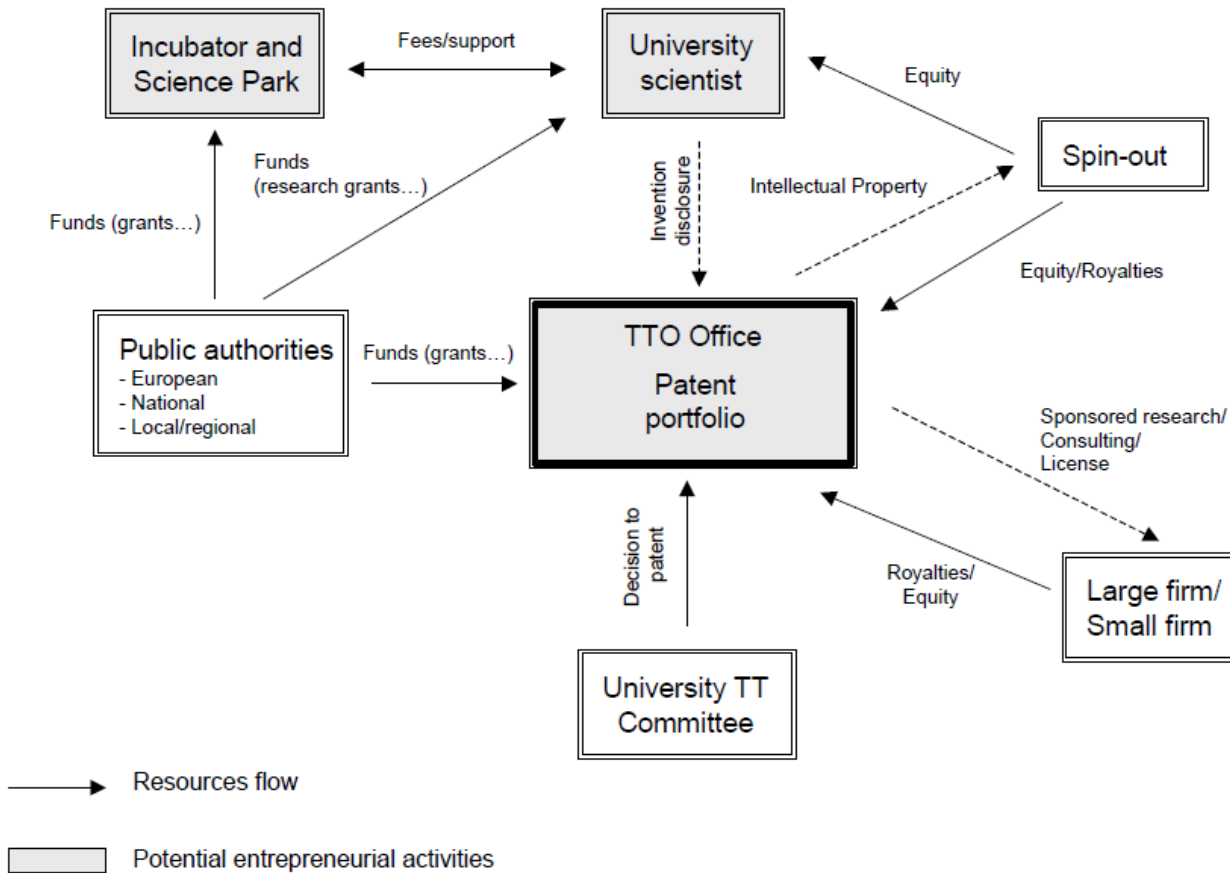 Incubator and
Science Park
Fees/support
University
scientist
Equity
Spin-out
Funds
(research grants…)
Funds (grants…)
Invention
disclosure
Intellectual Property
Equity/Royalties
Public authorities
- European
- National
- Local/regional
Funds (grants…)
TTO Office
Patent
portfolio
Sponsored research/
Consulting/
License
Decision to
patent
Royalties/
Equity
Large firm/
Small firm
University TT
Committee
Resources flow
Potential entrepreneurial activities